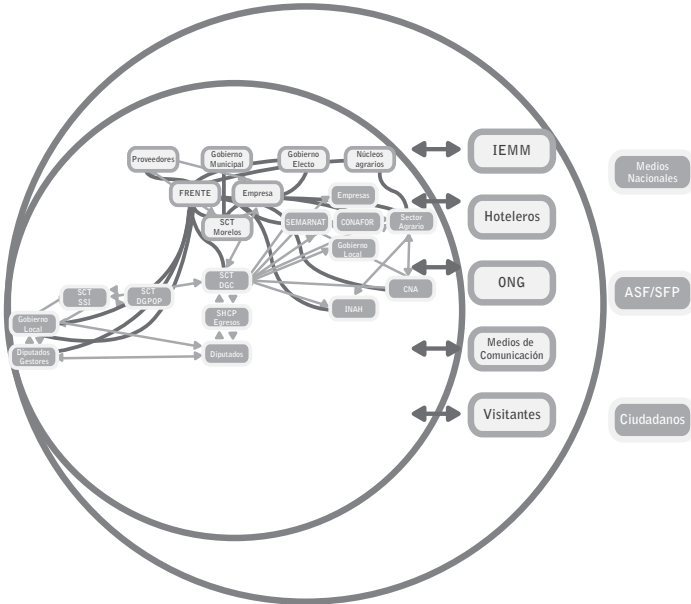 Proveedores
Gobierno
Municipal
Gobierno
Electo
Núcleos
agrarios
IEMM
Medios
Nacionales
FRENTE
Empresa
Empresas
Hoteleros
SCT
Morelos
SEMARNAT
CONAFOR
Sector
Agrario
Gobierno
Local
SCT
DGC
CNA
ONG
ASF/SFP
SCT
SSI
SCT
DGPOP
INAH
Gobierno
Local
SHCP
Egresos
Diputados
Gestores
Diputados
Medios de
Comunicación
Visitantes
Ciudadanos